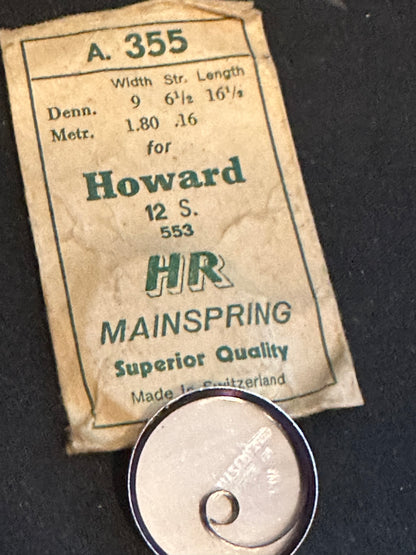 A. 355
Width Str. Length
Denn. 9 6½ 16½
Metr. 1.80 .16
for
Howard
12 S.
553
HR
MAINSPRING
Superior Quality
Made in Switzerland